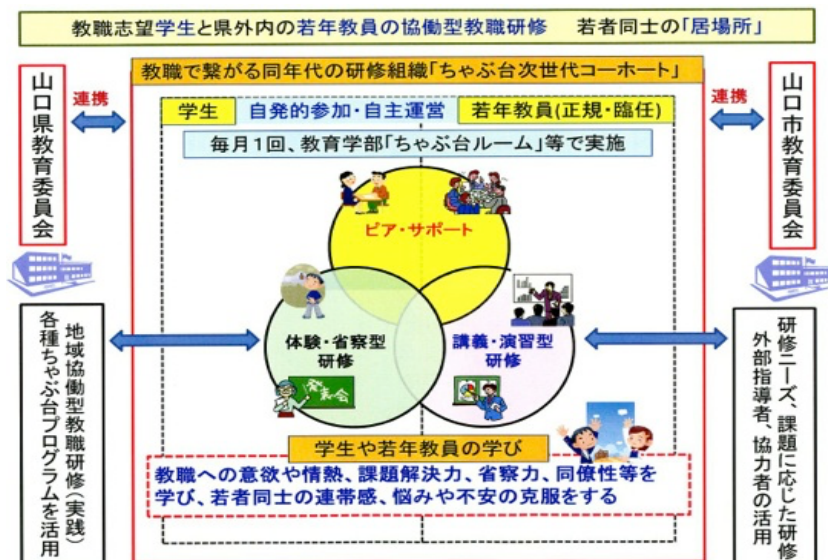 教職志望学生と県外内の若年教員の協働型教職研修　若者同士の「居場所」
山口県教育委員会
連携
教職で繋がる同年代の研修組織「ちゃぶ台次世代コーホート」
連携
山口市教育委員会
学生
自発的参加・自主運営
若年教員(正規・臨任)
毎月1回、教育学部「ちゃぶ台ルーム」等で実施
ピア・サポート
体験・省察型
研修
講義・演習型
研修
発表会
地域協働型教職研修(実践)
各種ちゃぶ台プログラムを活用
研修ニーズ、課題に応じた研修
外部指導者、協力者の活用
学生や若年教員の学び
教職への意欲や情熱、課題解決力、省察力、同僚性等を
学び、若者同士の連帯感、悩みや不安の克服をする